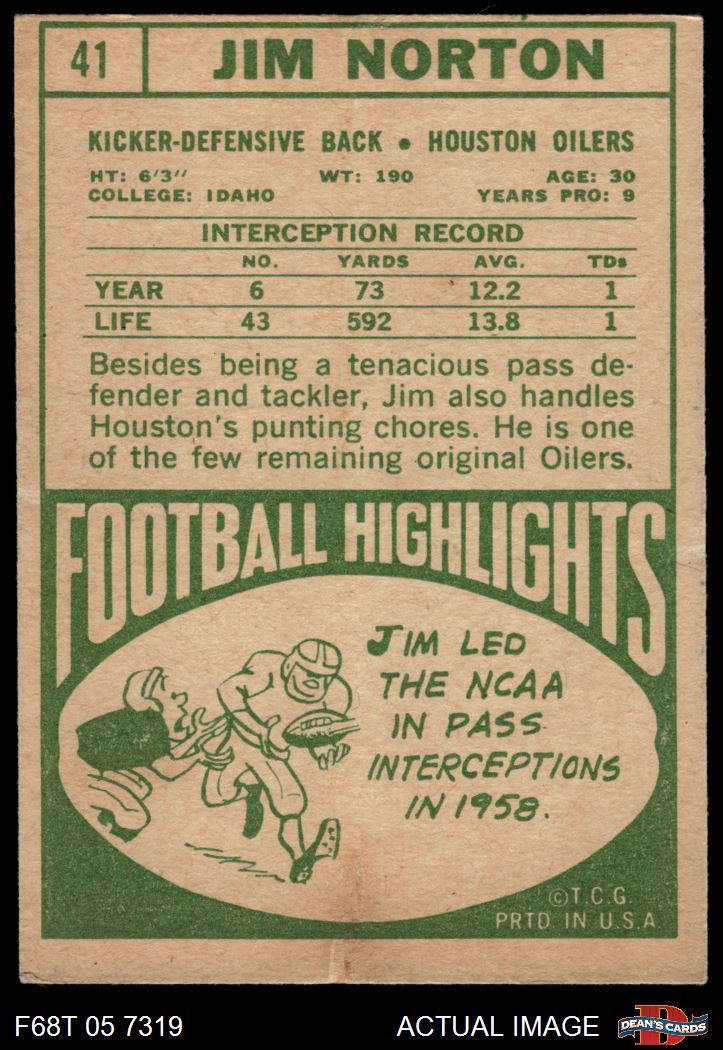 41 JIM NORTON
KICKER-DEFENSIVE BACK • HOUSTON OILERS
HT: 6'3" WT: 190 AGE: 30
COLLEGE: IDAHO YEARS PRO: 9
INTERCEPTION RECORD
NO. YARDS AVG. TDs
YEAR 6 73 12.2 1
LIFE 43 592 13.8 1
Besides being a tenacious pass de-
fender and tackler, Jim also handles
Houston's punting chores. He is one
of the few remaining original Oilers.
FOOTBALL HIGHLIGHTS
JIM LED
THE NCAA
IN PASS
INTERCEPTIONS
IN 1958.
©T.C.G.
PRTD IN U.S.A
F68T 05 7319 ACTUAL IMAGE D DEAN'S CARDS